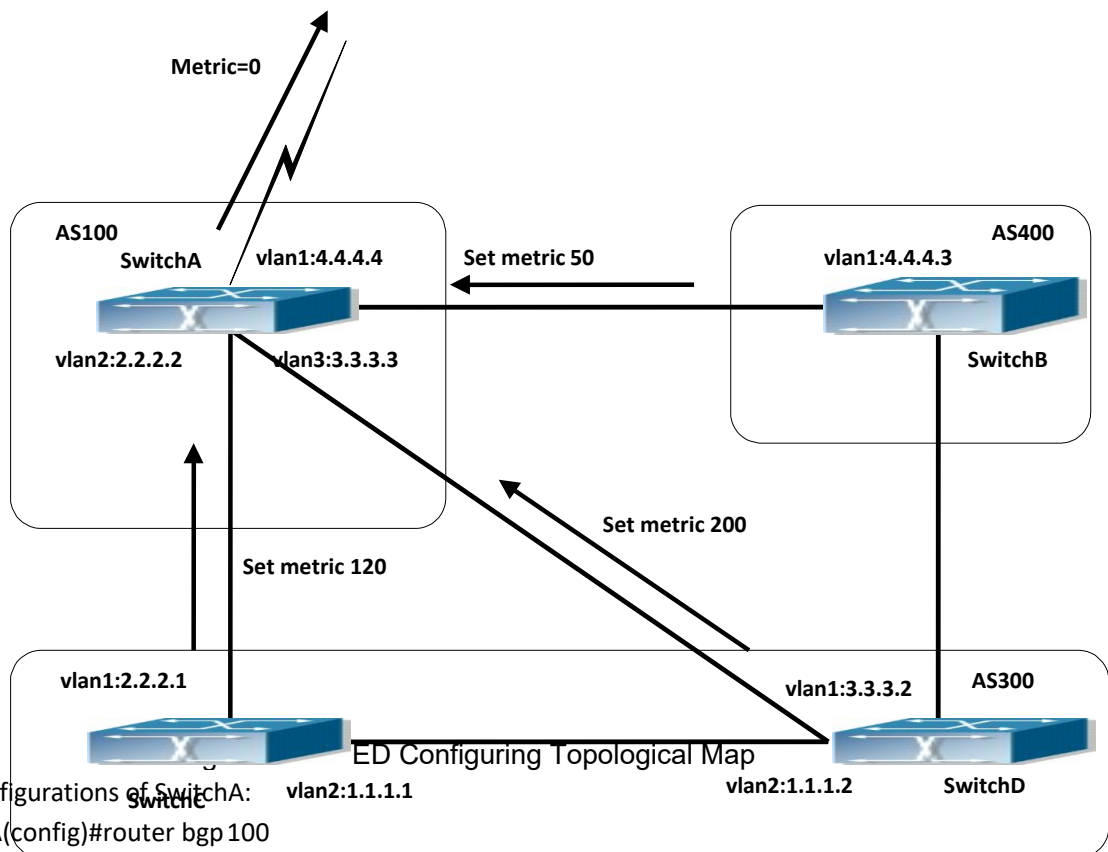 Metric=0
AS100
SwitchA
vlan1:4.4.4.4
Set metric 50
vlan1:4.4.4.3
AS400
vlan2:2.2.2.2
vlan3:3.3.3.3
SwitchB
Set metric 200
Set metric 120
vlan1:2.2.2.1
vlan1:3.3.3.2
AS300
ED Configuring Topological Map
SwitchC
vlan2:1.1.1.1
vlan2:1.1.1.2
SwitchD
figurations of SwitchA:
(config)#router bgp 100